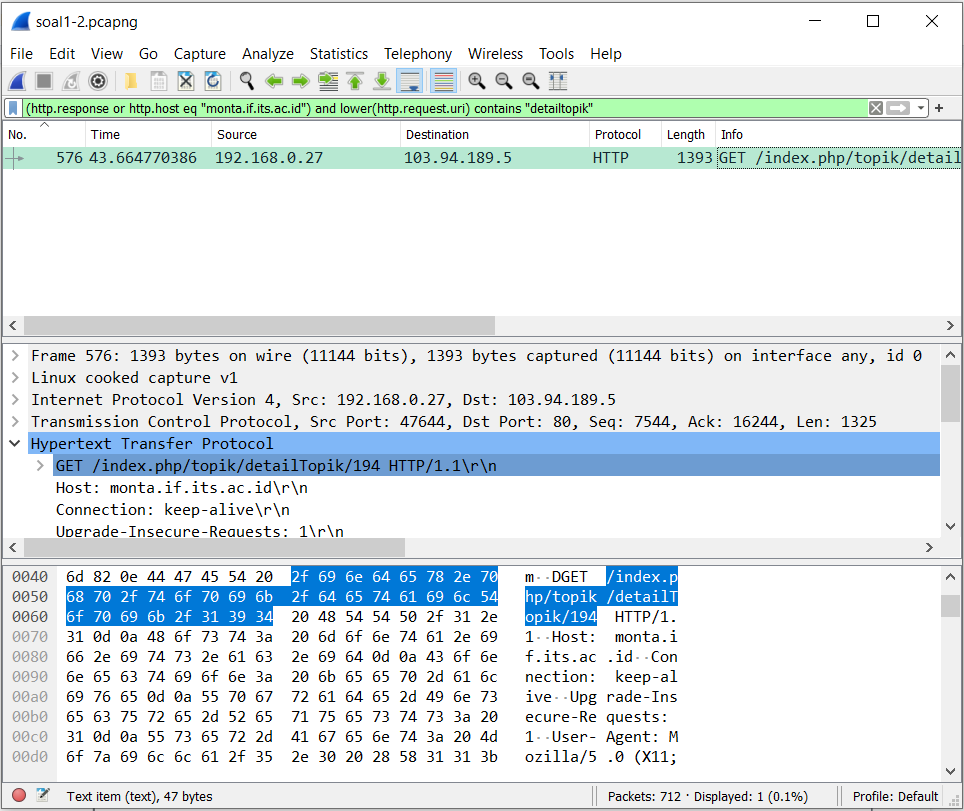 soal1-2.pcapng
File Edit View Go Capture Analyze Statistics Telephony Wireless Tools Help
(http.response or http.host eq "monta.if.its.ac.id") and lower(http.request.uri) contains "detailtopik"
No. Time Source Destination Protocol Length Info
576 43.664770386 192.168.0.27 103.94.189.5 HTTP 1393 GET /index.php/topik/detail
Frame 576: 1393 bytes on wire (11144 bits), 1393 bytes captured (11144 bits) on interface any, id 0
Linux cooked capture v1
Internet Protocol Version 4, Src: 192.168.0.27, Dst: 103.94.189.5
Transmission Control Protocol, Src Port: 47644, Dst Port: 80, Seq: 7544, Ack: 16244, Len: 1325
Hypertext Transfer Protocol
GET /index.php/topik/detailTopik/194 HTTP/1.1\r\n
Host: monta.if.its.ac.id\r\n
Connection: keep-alive\r\n
Upgrade-Insecure-Requests: 1\r\n
0040 6d 82 0e 44 47 45 54 20 2f 69 6e 64 65 78 2e 70 m··DGET /index.p
0050 68 70 2f 74 6f 70 69 6b 2f 64 65 74 61 69 6c 54 hp/topik /detailT
0060 6f 70 69 6b 2f 31 39 34 20 48 54 54 50 2f 31 2e opik/194 HTTP/1.
0070 31 0d 0a 48 6f 73 74 3a 20 6d 6f 6e 74 61 2e 69 1··Host: monta.i
0080 66 2e 69 74 73 2e 61 63 2e 69 64 0d 0a 43 6f 6e f.its.ac .id··Con
0090 6e 65 63 74 69 6f 6e 3a 20 6b 65 65 70 2d 61 6c nection: keep-al
00a0 69 76 65 0d 0a 55 70 67 72 61 64 65 2d 49 6e 73 ive··Upg rade-Ins
00b0 65 63 75 72 65 2d 52 65 71 75 65 73 74 73 3a 20 ecure-Re quests:
00c0 31 0d 0a 55 73 65 72 2d 41 67 65 6e 74 3a 20 4d 1··User- Agent: M
00d0 6f 7a 69 6c 6c 61 2f 35 2e 30 20 28 58 31 31 3b ozilla/5 .0 (X11;
Text item (text), 47 bytes Packets: 712 · Displayed: 1 (0.1%) Profile: Default